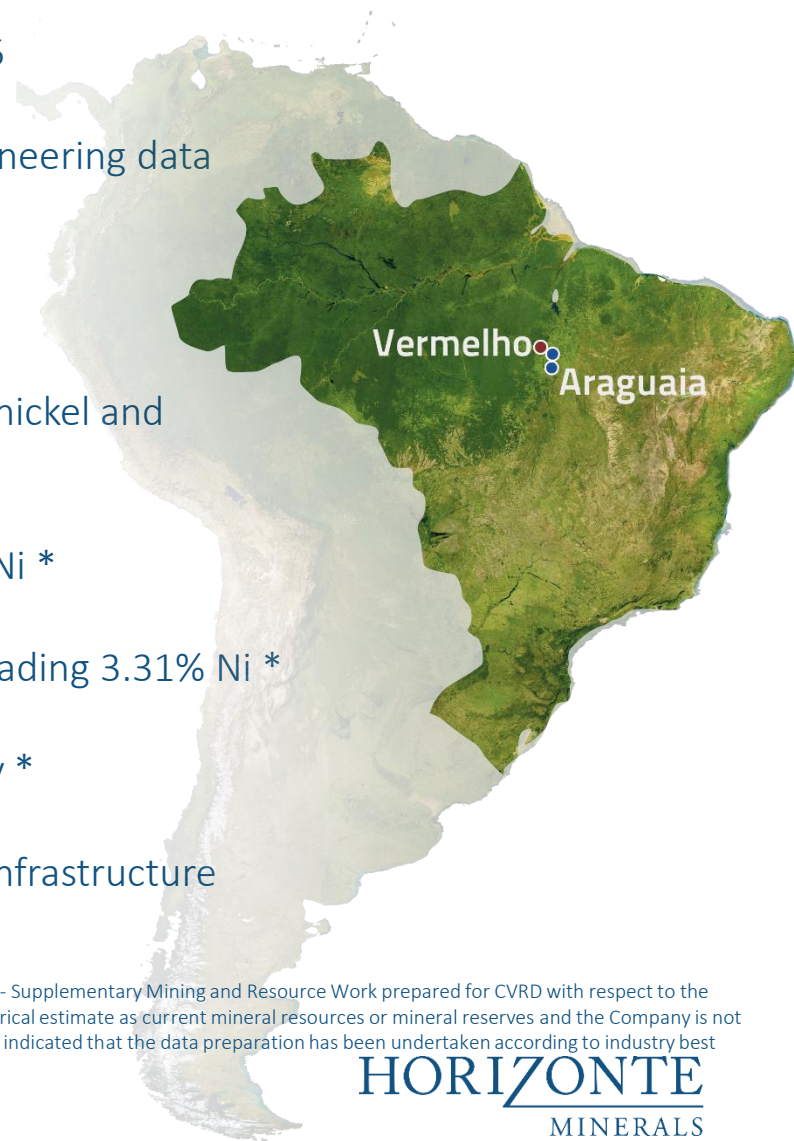 neering data
Vermelho
Araguaia
nickel and
Ni *
ading 3.31% Ni *
y *
nfrastructure
- Supplementary Mining and Resource Work prepared for CVRD with respect to the
rical estimate as current mineral resources or mineral reserves and the Company is not
indicated that the data preparation has been undertaken according to industry best
HORIZONTE
MINERALS